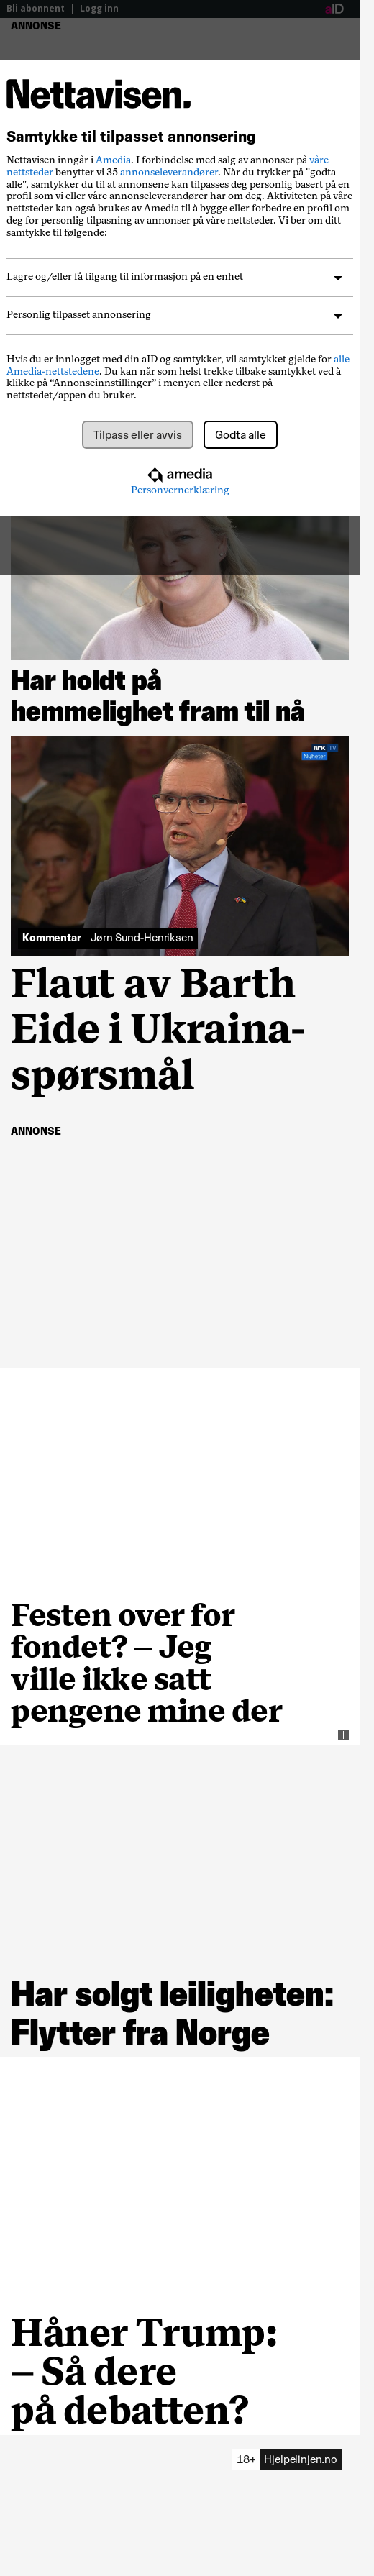 Bli abonnent | Logg inn
aID
ANNONSE
Nettavisen.
Samtykke til tilpasset annonsering
Nettavisen inngår i Amedia. I forbindelse med salg av annonser på våre
nettsteder benytter vi 35 annonseleverandører. Når du trykker på "godta
alle", samtykker du til at annonsene kan tilpasses deg personlig basert på en
profil som vi eller våre annonseleverandører har om deg. Aktiviteten på våre
nettsteder kan også brukes av Amedia til å bygge eller forbedre en profil om
deg for personlig tilpasning av annonser på våre nettsteder. Vi ber om ditt
samtykke til følgende:
Lagre og/eller få tilgang til informasjon på en enhet
Personlig tilpasset annonsering
Hvis du er innlogget med din aID og samtykker, vil samtykket gjelde for alle
Amedia-nettstedene. Du kan når som helst trekke tilbake samtykket ved å
klikke på “Annonseinnstillinger” i menyen eller nederst på
nettstedet/appen du bruker.
Tilpass eller avvis
Godta alle
amedia
Personvernerklæring
Har holdt på
hemmelighet fram til nå
NRK TV
Nyheter
Kommentar | Jørn Sund-Henriksen
Flaut av Barth
Eide i Ukraina-
spørsmål
ANNONSE
Festen over for
fondet? – Jeg
ville ikke satt
pengene mine der
Har solgt leiligheten:
Flytter fra Norge
Håner Trump:
– Så dere
på debatten?
18+ Hjelpelinjen.no